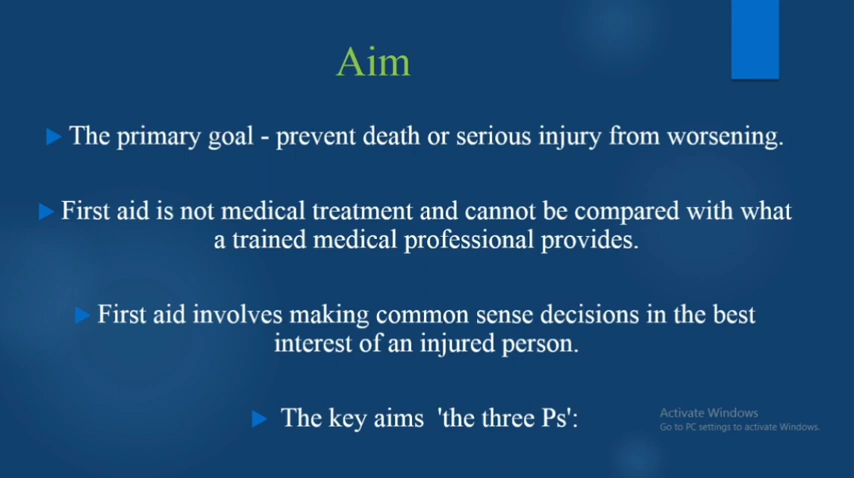 Aim
The primary goal - prevent death or serious injury from worsening.
First aid is not medical treatment and cannot be compared with what
a trained medical professional provides.
First aid involves making common sense decisions in the best
interest of an injured person.
The key aims 'the three Ps':
Activate Windows
Go to PC settings to activate Windows.